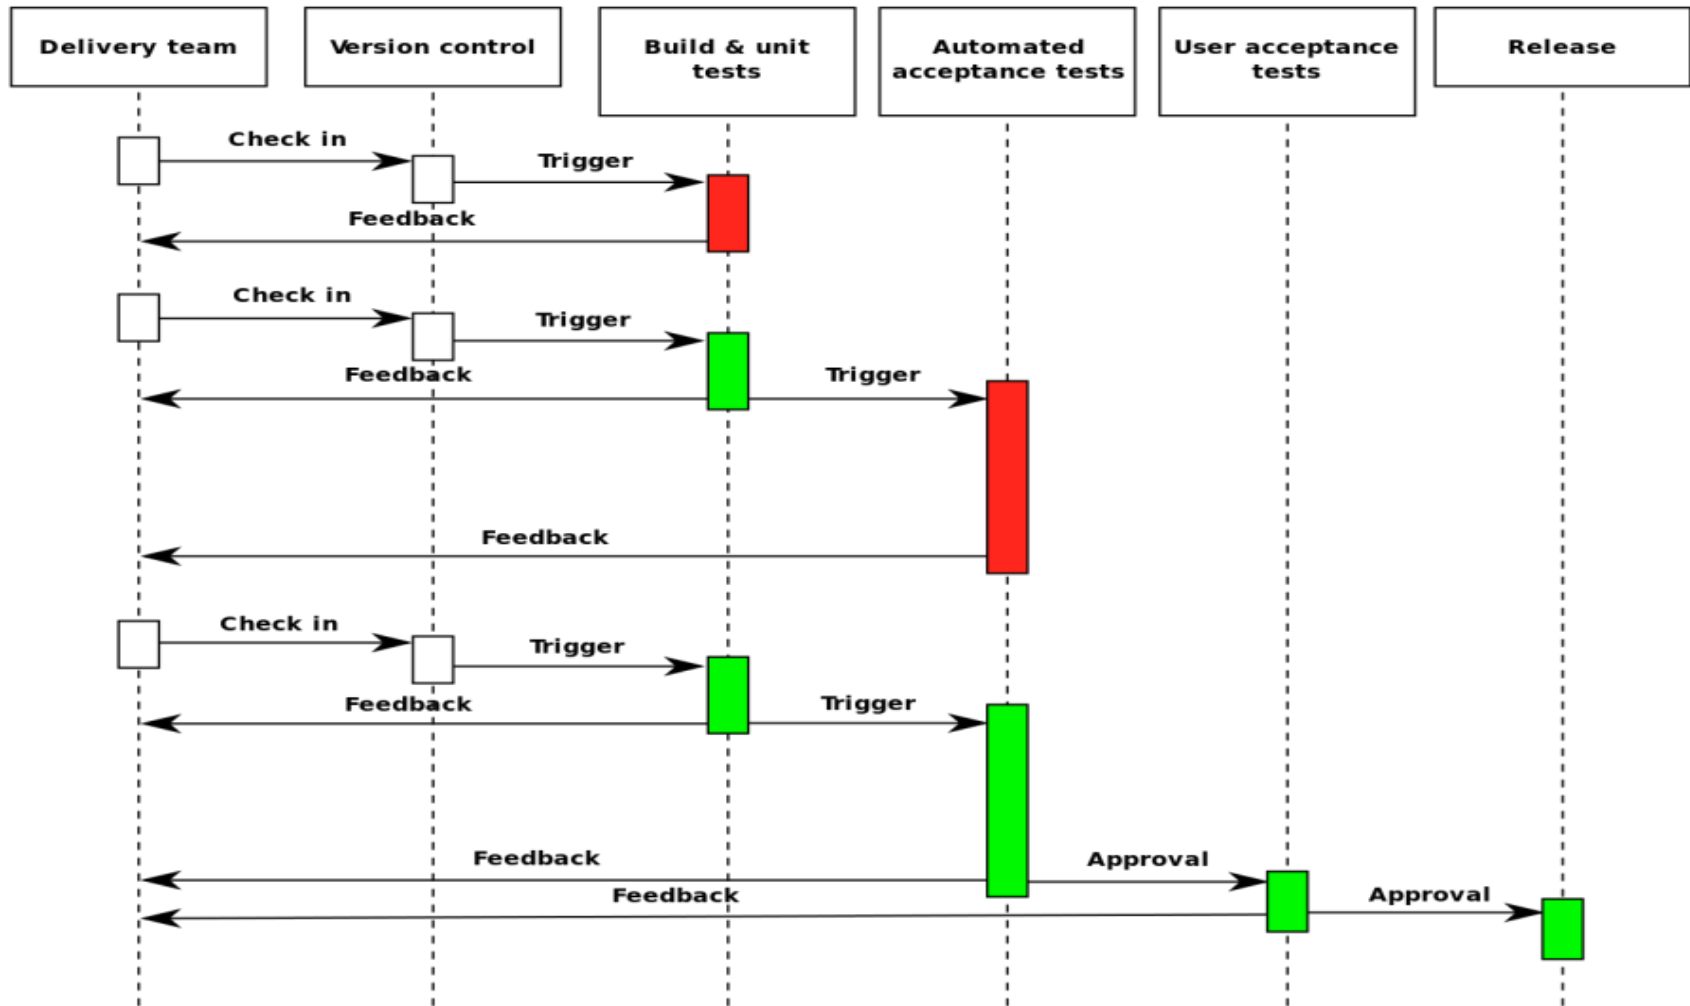 Delivery team
Version control
Build & unit
tests
Automated
acceptance tests
User acceptance
tests
Release
Check in
Trigger
Feedback
Check in
Trigger
Feedback
Trigger
Feedback
Check in
Trigger
Feedback
Trigger
Feedback
Approval
Feedback
Approval